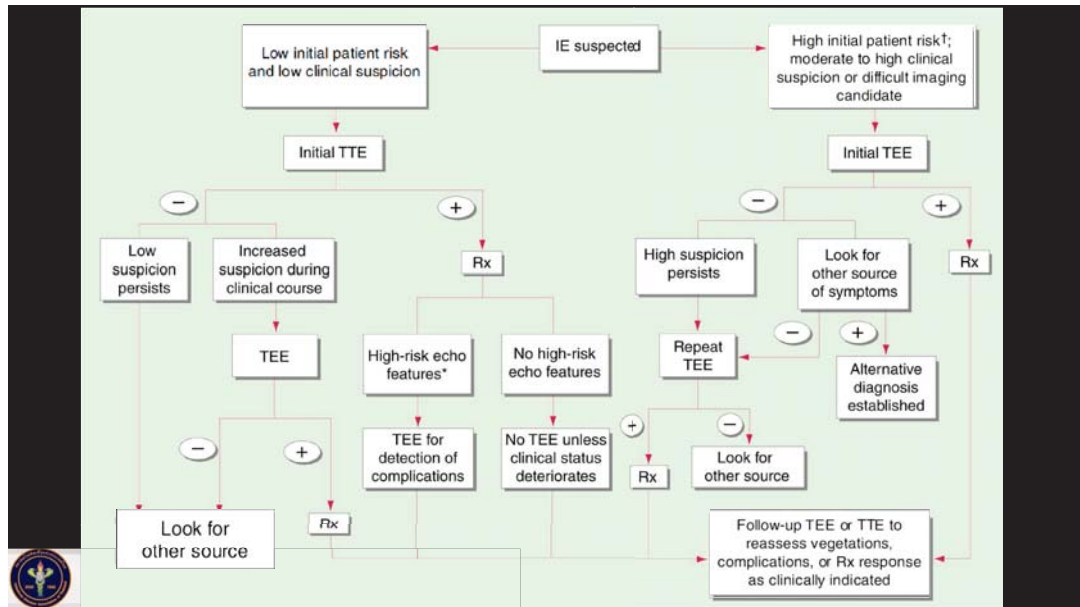 IE suspected
Low initial patient risk
and low clinical suspicion
High initial patient risk†;
moderate to high clinical
suspicion or difficult imaging
candidate
Initial TTE
Initial TEE
−
+
−
+
Low
suspicion
persists
Increased
suspicion during
clinical course
Rx
High suspicion
persists
Look for
other source
of symptoms
Rx
TEE
High-risk echo
features*
No high-risk
echo features
Repeat
TEE
−
+
Alternative
diagnosis
established
−
+
TEE for
detection of
complications
No TEE unless
clinical status
deteriorates
+
−
Rx
Look for
other source
Look for
other source
Rx
Follow-up TEE or TTE to
reassess vegetations,
complications, or Rx response
as clinically indicated